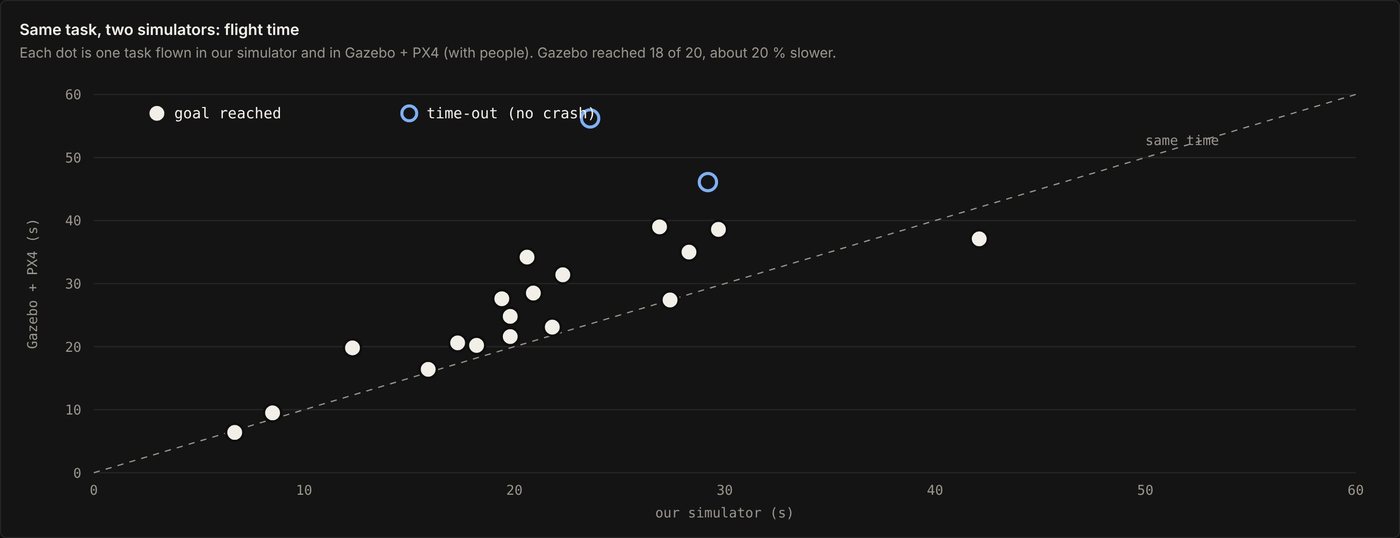 Same task, two simulators: flight time
Each dot is one task flown in our simulator and in Gazebo + PX4 (with people). Gazebo reached 18 of 20, about 20 % slower.
60
goal reached
time-out (no crash)
same time
50
40
30
20
10
0
Gazebo + PX4 (s)
0 10 20 30 40 50 60
our simulator (s)